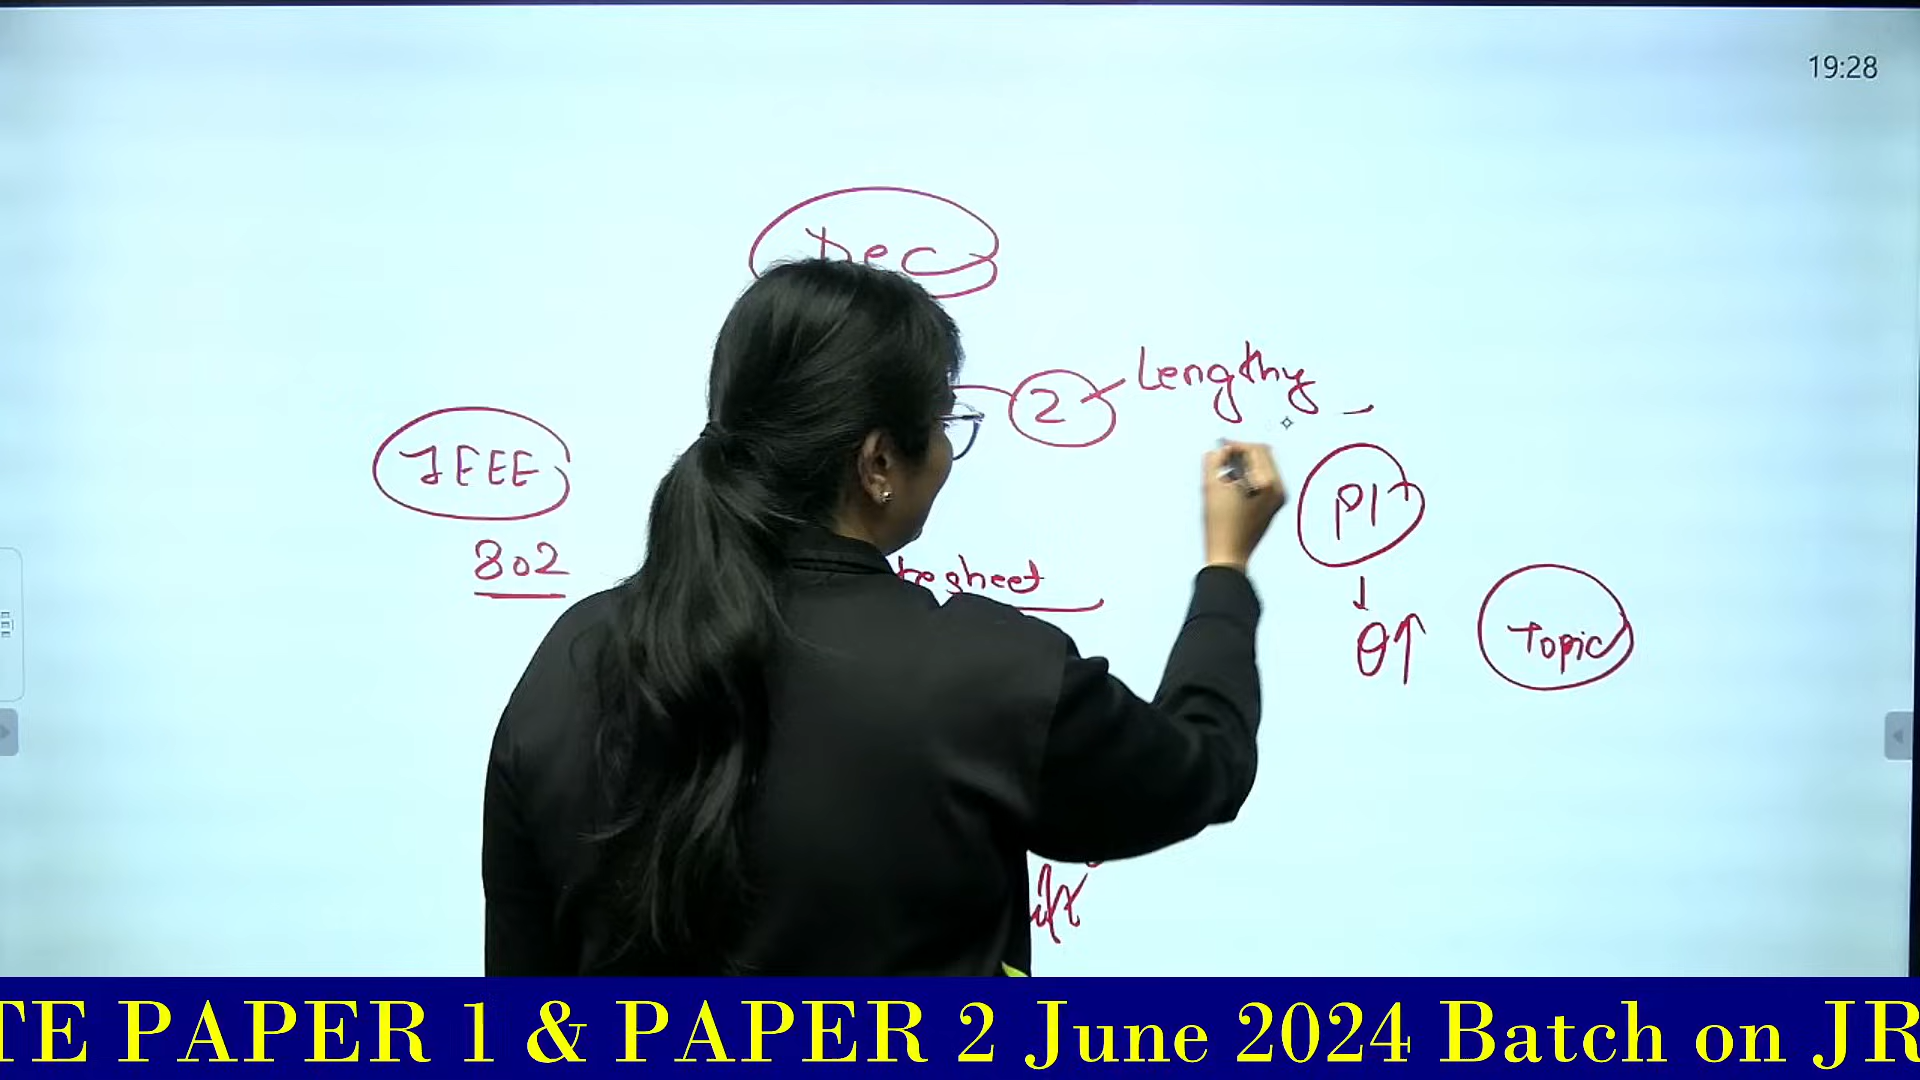 19:28
Dec
2 Lengthy
IEEE
P1
802
Q↑
Topic
TE PAPER 1 & PAPER 2 June 2024 Batch on JR